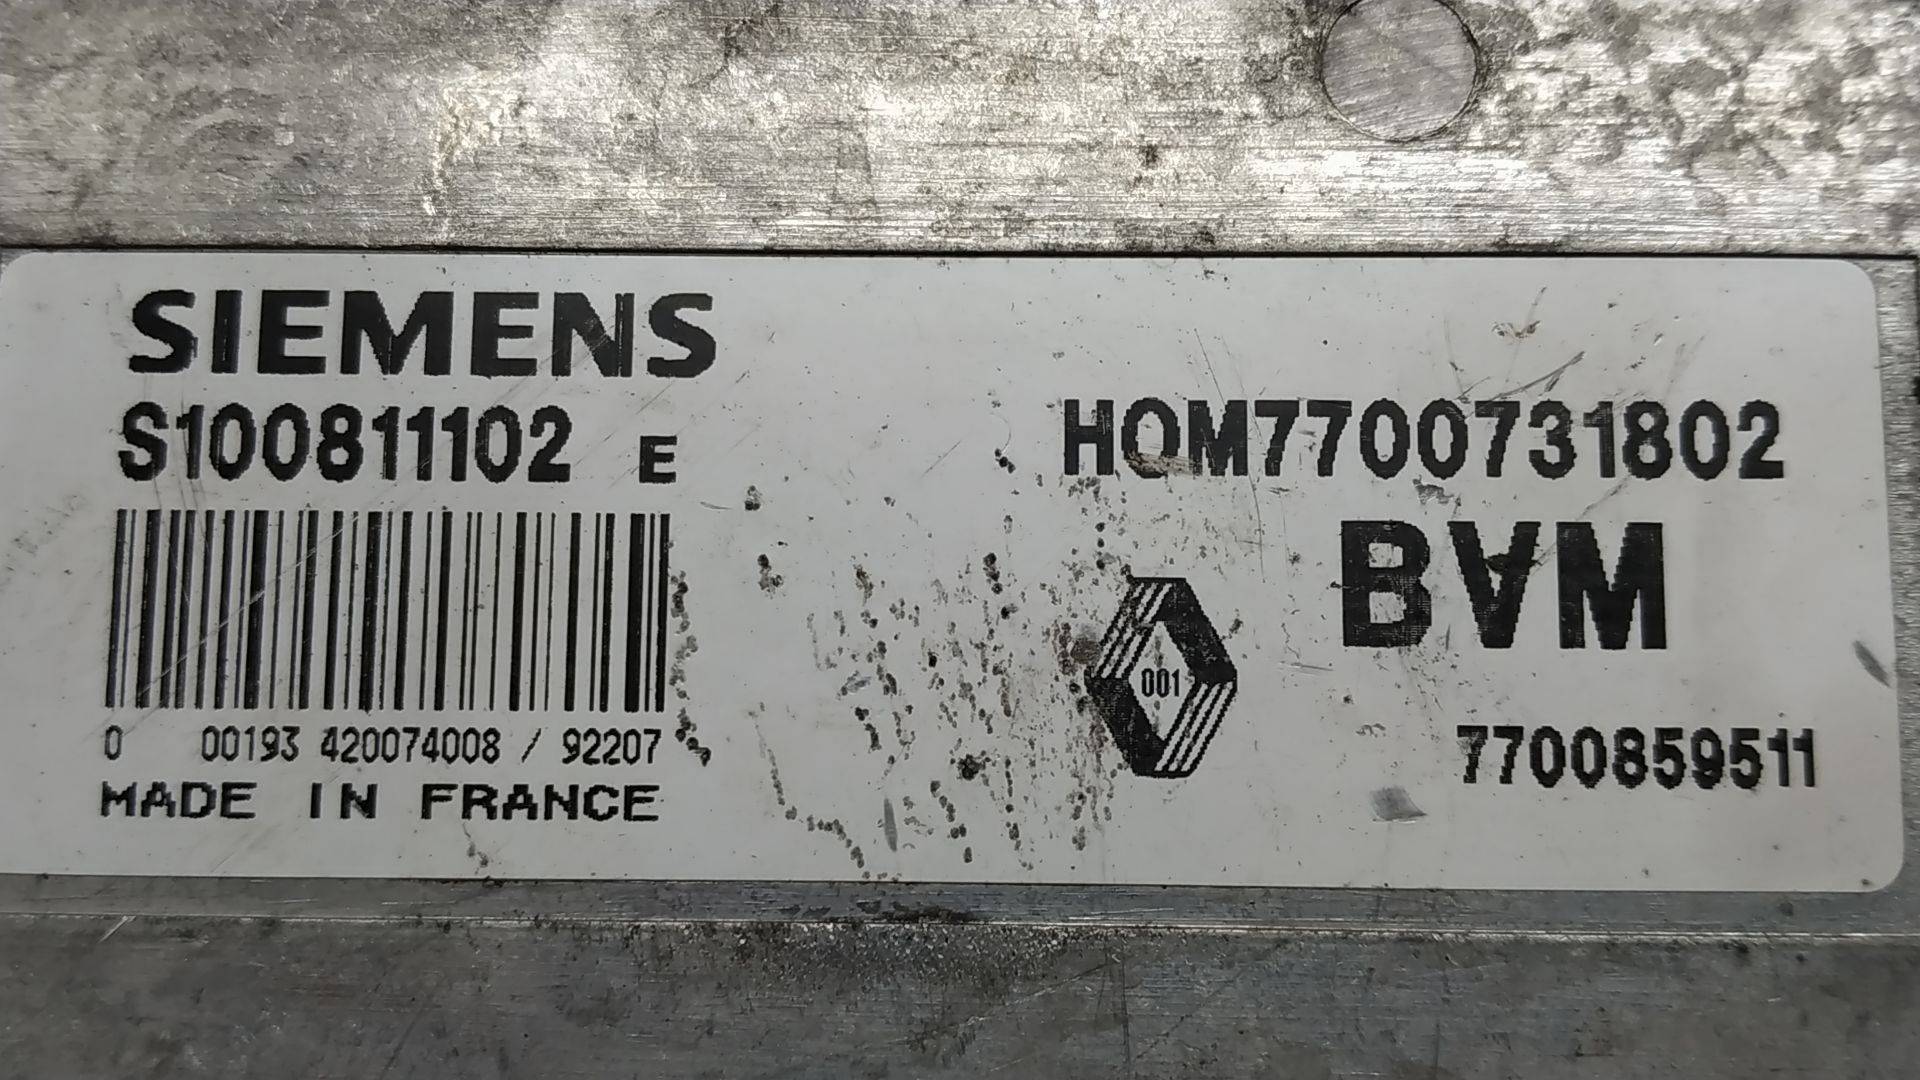 SIEMENS
S100811102 E
0 00193 420074008 / 92207
MADE IN FRANCE
HOM7700731802
BVM
001
7700859511